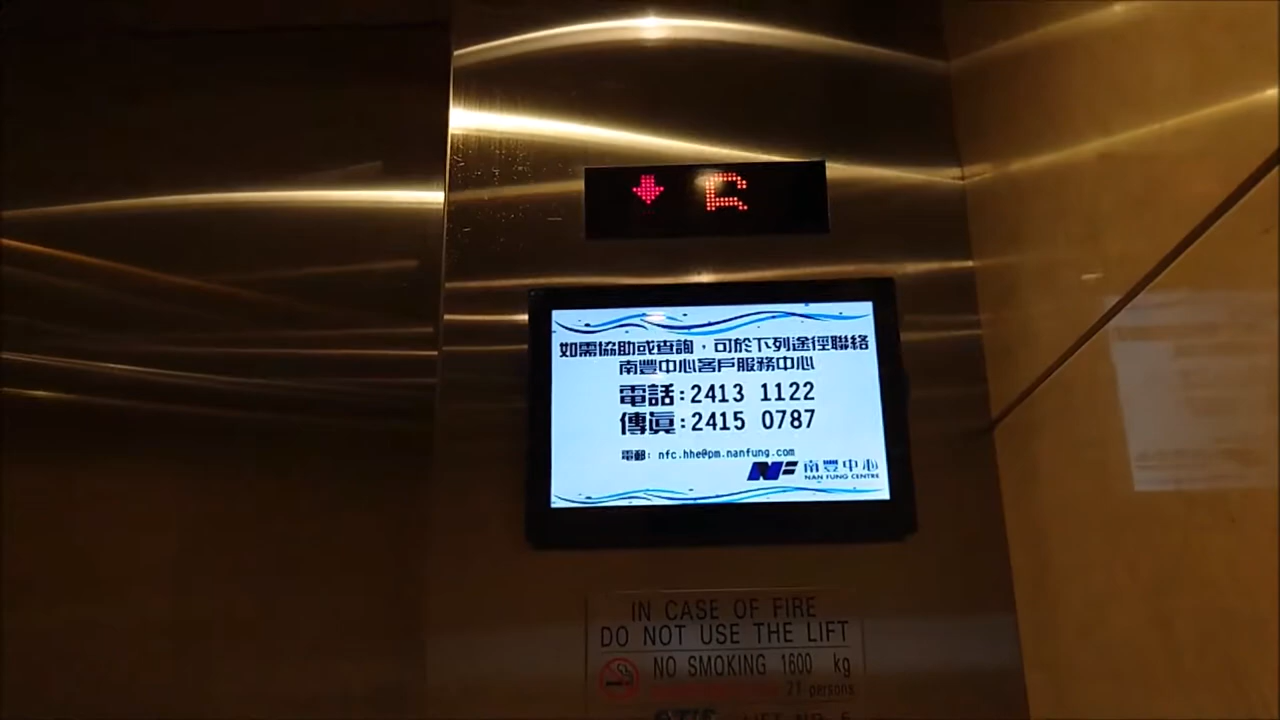 如需協助或查詢，可於下列途徑聯絡
南豐中心客戶服務中心
電話:2413 1122
傳真:2415 0787
電郵: nfc.hhe@pm.nanfung.com
NF 南豐中心
NAN FUNG CENTRE
IN CASE OF FIRE
DO NOT USE THE LIFT
NO SMOKING 1600 kg
21 persons
LIFT NO. 5